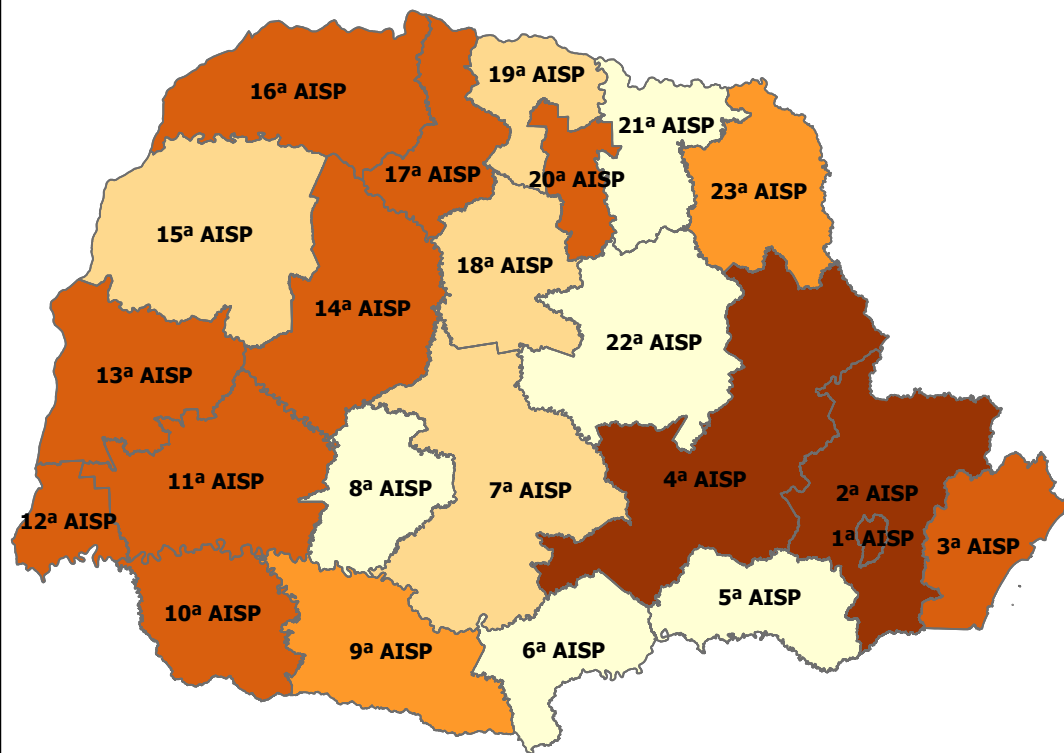 19ª AISP
16ª AISP
21ª AISP
17ª AISP
20ª AISP
23ª AISP
15ª AISP
18ª AISP
14ª AISP
22ª AISP
13ª AISP
11ª AISP
8ª AISP
7ª AISP
4ª AISP
2ª AISP
12ª AISP
1ª AISP
3ª AISP
5ª AISP
10ª AISP
9ª AISP
6ª AISP